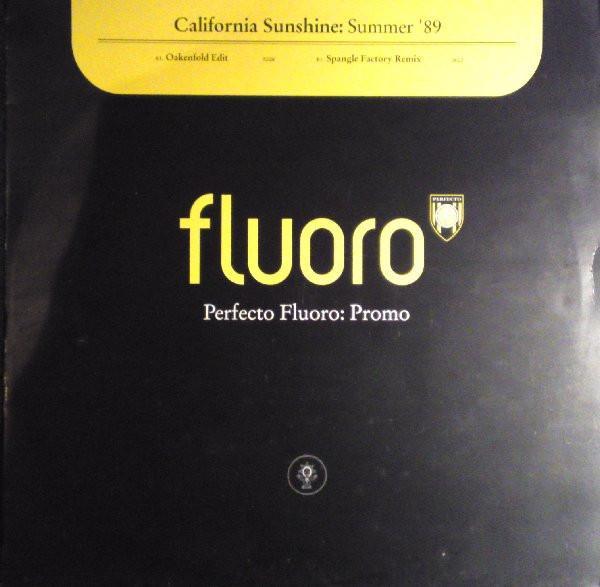 California Sunshine: Summer '89
Oakenfold Edit Spangle Factory Remix
fluoro
PERFECTO
Perfecto Fluoro: Promo